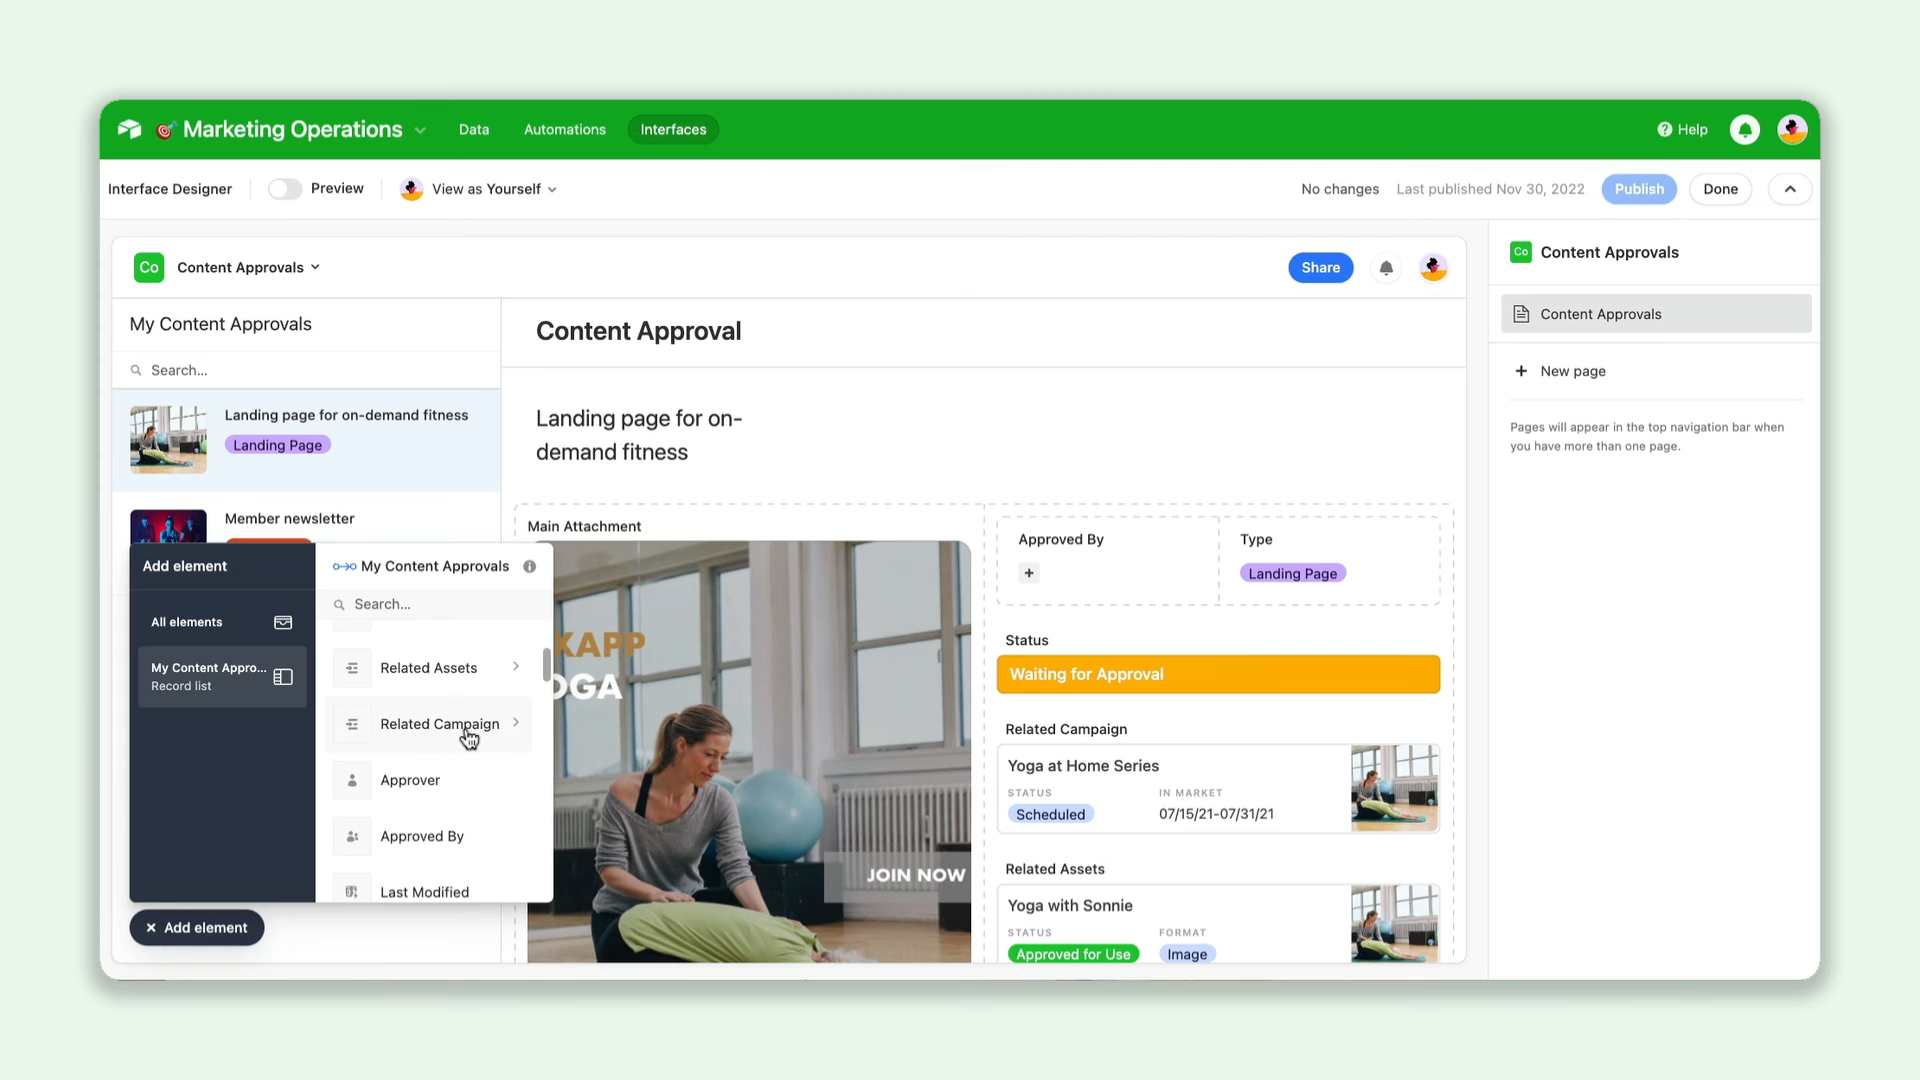 Marketing Operations
Data
Automations
Interfaces
Help
Interface Designer
Preview
View as Yourself
No changes
Last published Nov 30, 2022
Publish
Done
Co
Content Approvals
Share
Co
Content Approvals
Content Approvals
New page
Pages will appear in the top navigation bar when
you have more than one page.
My Content Approvals
Search...
Landing page for on-demand fitness
Landing Page
Member newsletter
Content Approval
Landing page for on-
demand fitness
Main Attachment
XAPP
OGA
JOIN NOW
Approved By
Type
Landing Page
Status
Waiting for Approval
Related Campaign
Yoga at Home Series
STATUS
IN MARKET
Scheduled
07/15/21-07/31/21
Related Assets
Yoga with Sonnie
STATUS
FORMAT
Approved for Use
Image
Add element
All elements
My Content Appro...
Record list
My Content Approvals
Search...
Related Assets
Related Campaign
Approver
Approved By
Last Modified
Add element